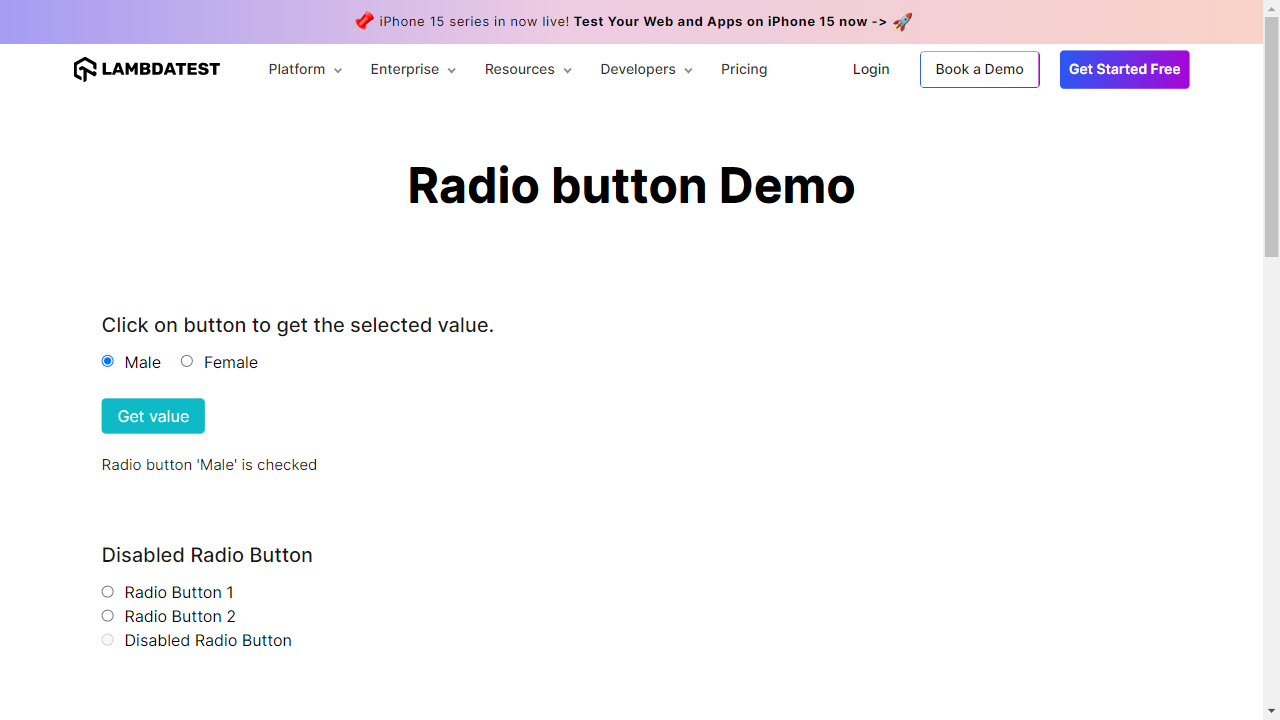 📌 iPhone 15 series in now live! Test Your Web and Apps on iPhone 15 now -> 🚀
LAMBDATEST Platform Enterprise Resources Developers Pricing Login Book a Demo Get Started Free
Radio button Demo
Click on button to get the selected value.
Male Female
Get value
Radio button 'Male' is checked
Disabled Radio Button
Radio Button 1
Radio Button 2
Disabled Radio Button